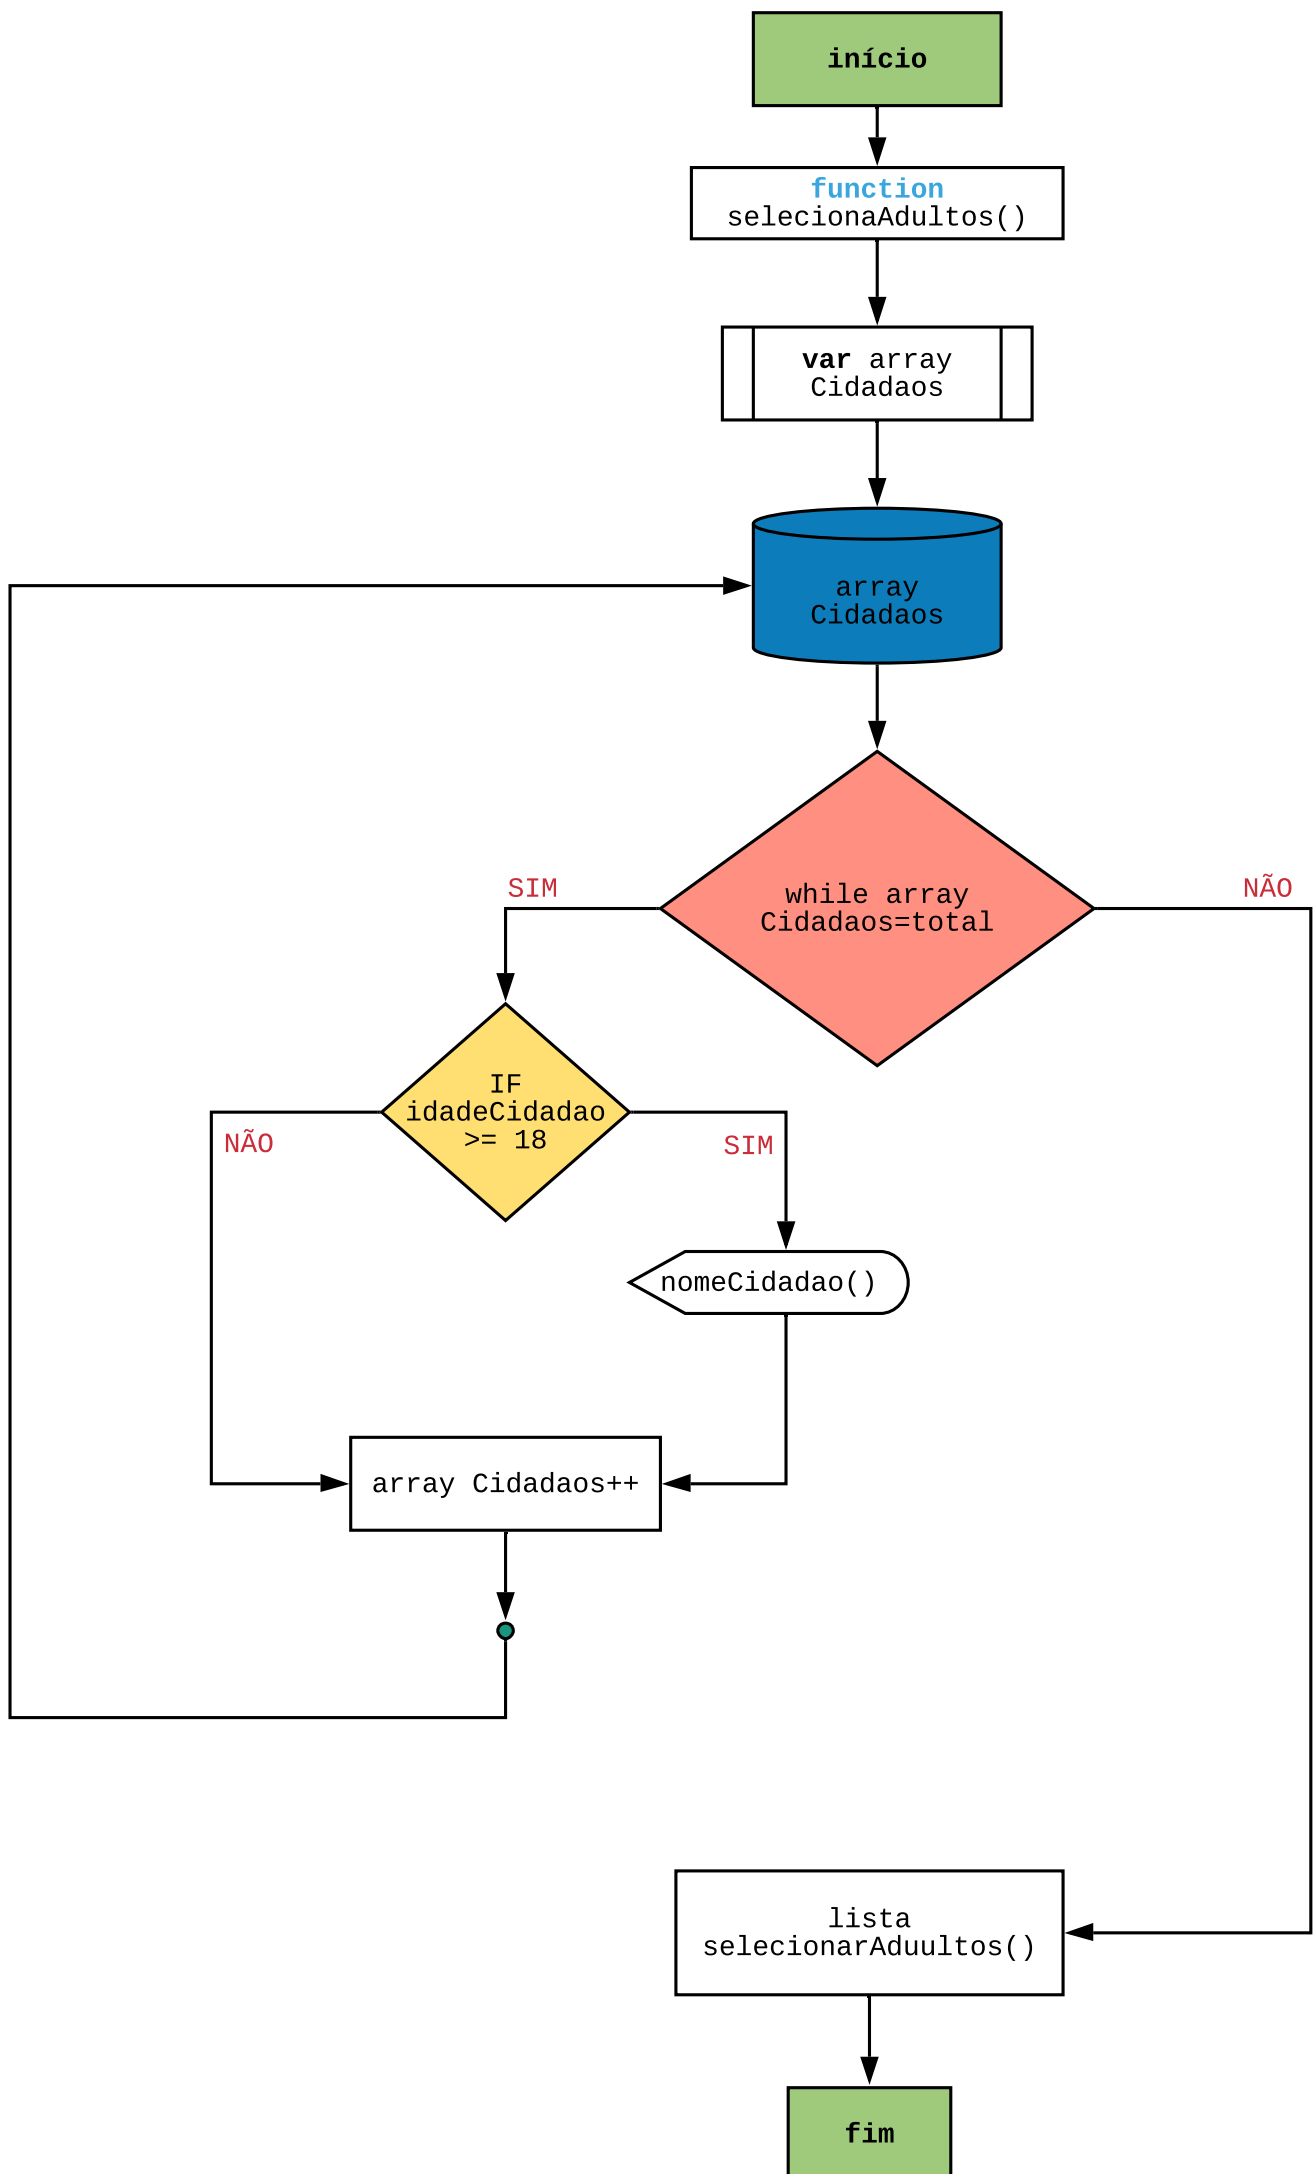 início
function
selecionaAdultos()
var array
Cidadaos
array
Cidadaos
while array
Cidadaos=total
SIM
NÃO
IF
idadeCidadao
>= 18
NÃO
SIM
nomeCidadao()
array Cidadaos++
lista
selecionarAduultos()
fim